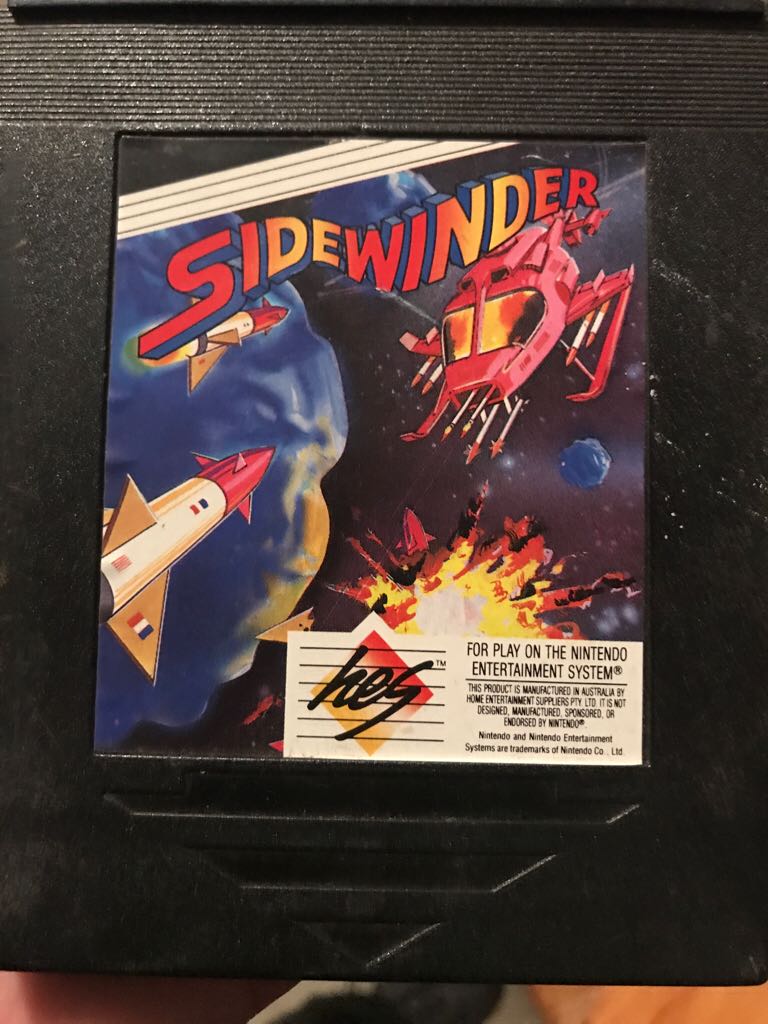 SIDEWINDER
hes™
FOR PLAY ON THE NINTENDO
ENTERTAINMENT SYSTEM®
THIS PRODUCT IS MANUFACTURED IN AUSTRALIA BY
HOME ENTERTAINMENT SUPPLIERS PTY. LTD. IT IS NOT
DESIGNED, MANUFACTURED, SPONSORED, OR
ENDORSED BY NINTENDO®
Nintendo and Nintendo Entertainment
Systems are trademarks of Nintendo Co., Ltd.